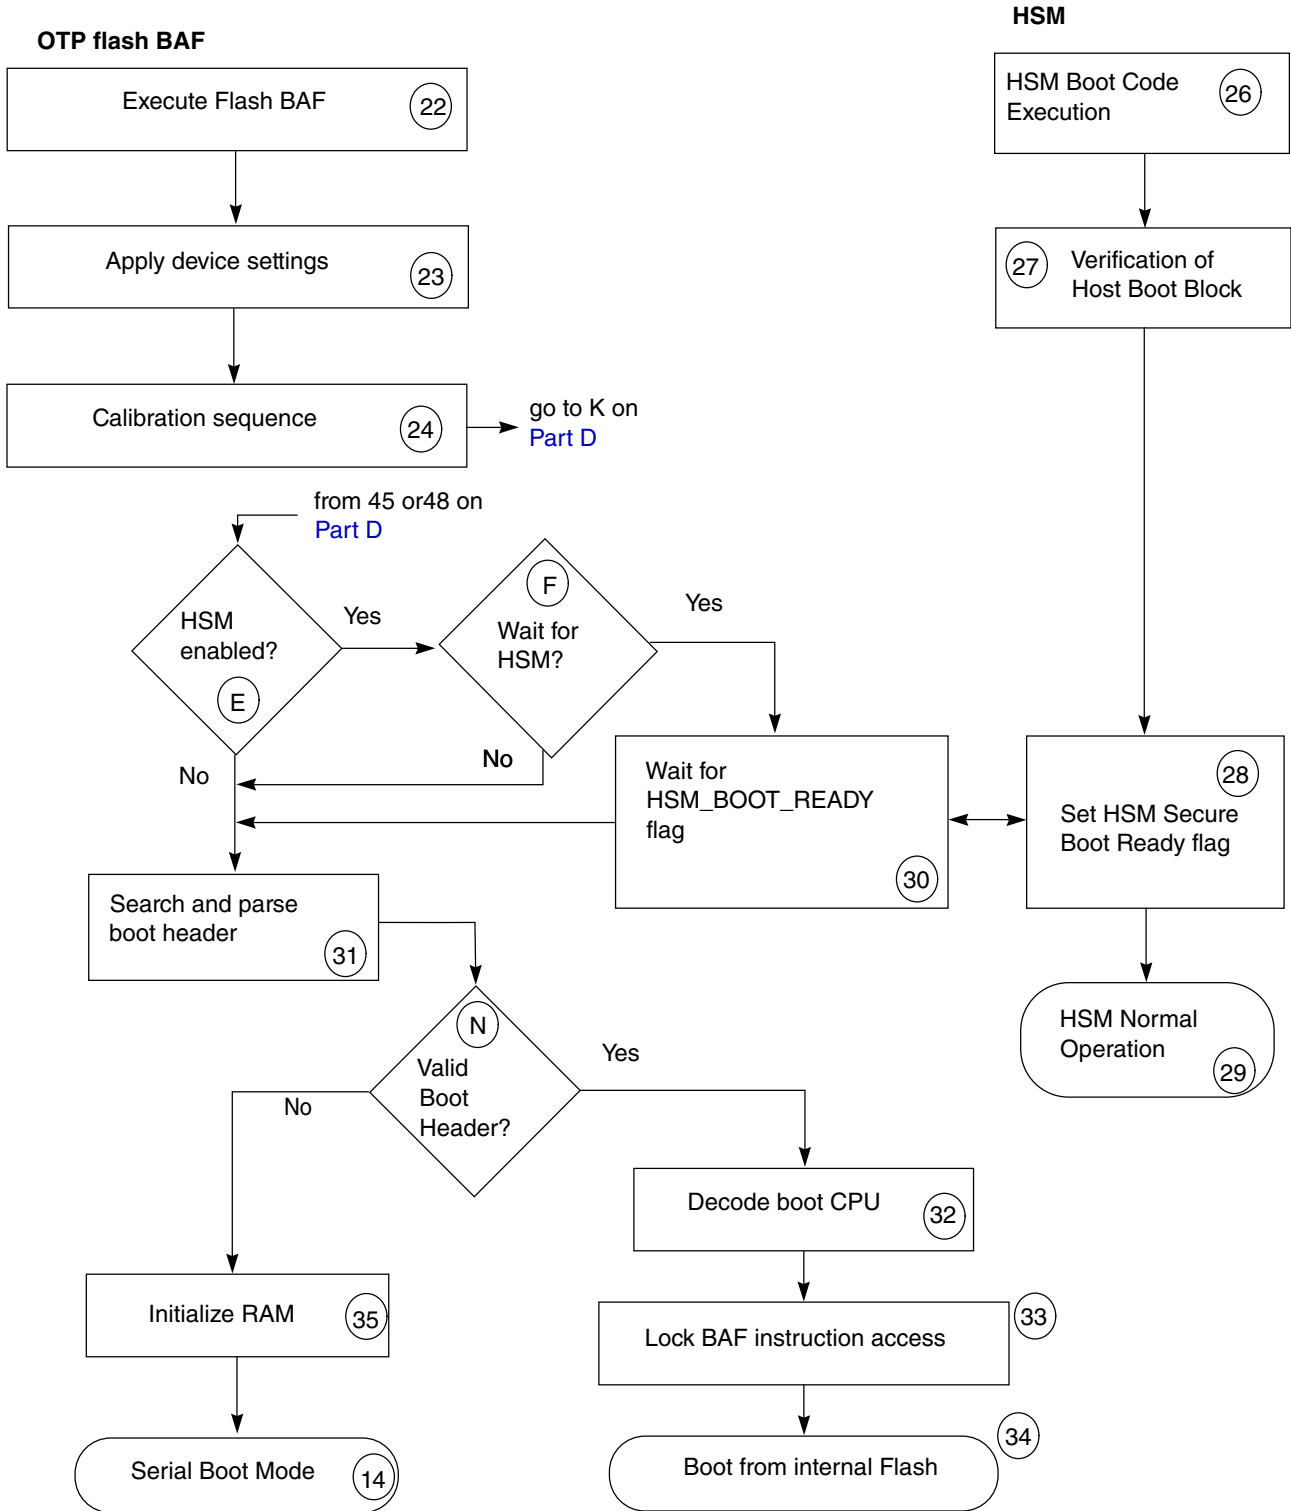 HSM
OTP flash BAF
Execute Flash BAF
22
HSM Boot Code
Execution
26
Apply device settings
23
27
Verification of
Host Boot Block
Calibration sequence
24
go to K on
Part D
from 45 or48 on
Part D
HSM
enabled?
E
Yes
F
Wait for
HSM?
Yes
No
No
Wait for
HSM_BOOT_READY
flag
30
28
Set HSM Secure
Boot Ready flag
Search and parse
boot header
31
HSM Normal
Operation
29
N
Valid
Boot
Header?
Yes
No
Decode boot CPU
32
Initialize RAM
35
Lock BAF instruction access
33
Serial Boot Mode
14
Boot from internal Flash
34